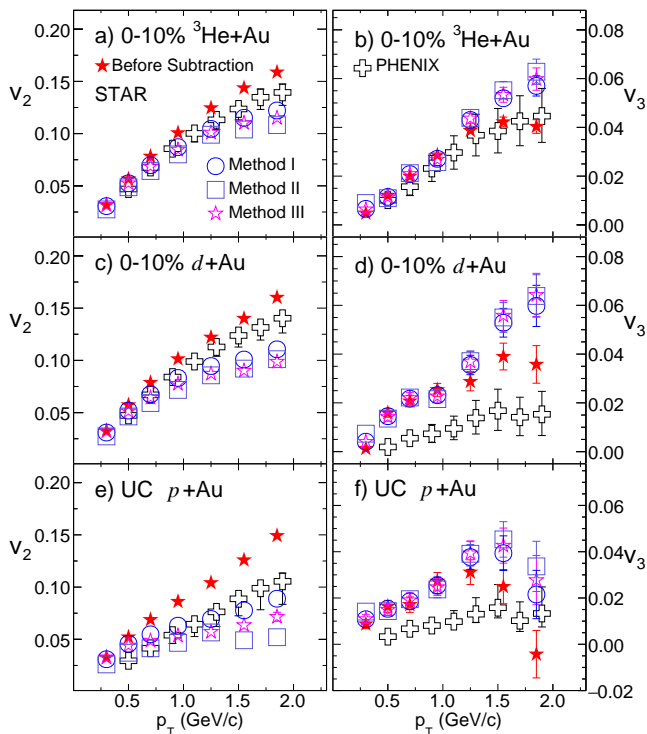 a) 0-10% ³He+Au
Before Subtraction
STAR
Method I
Method II
Method III
v₂
0.20
0.15
0.10
0.05
b) 0-10% ³He+Au
PHENIX
v₃
0.06
0.04
0.02
0.00
c) 0-10% d+Au
v₂
0.20
0.15
0.10
0.05
d) 0-10% d+Au
v₃
0.08
0.06
0.04
0.02
0.00
e) UC p+Au
v₂
0.20
0.15
0.10
0.05
0.5 1.0 1.5 2.0
p_T (GeV/c)
f) UC p+Au
v₃
0.06
0.04
0.02
0.00
−0.02
0.5 1.0 1.5 2.0
p_T (GeV/c)